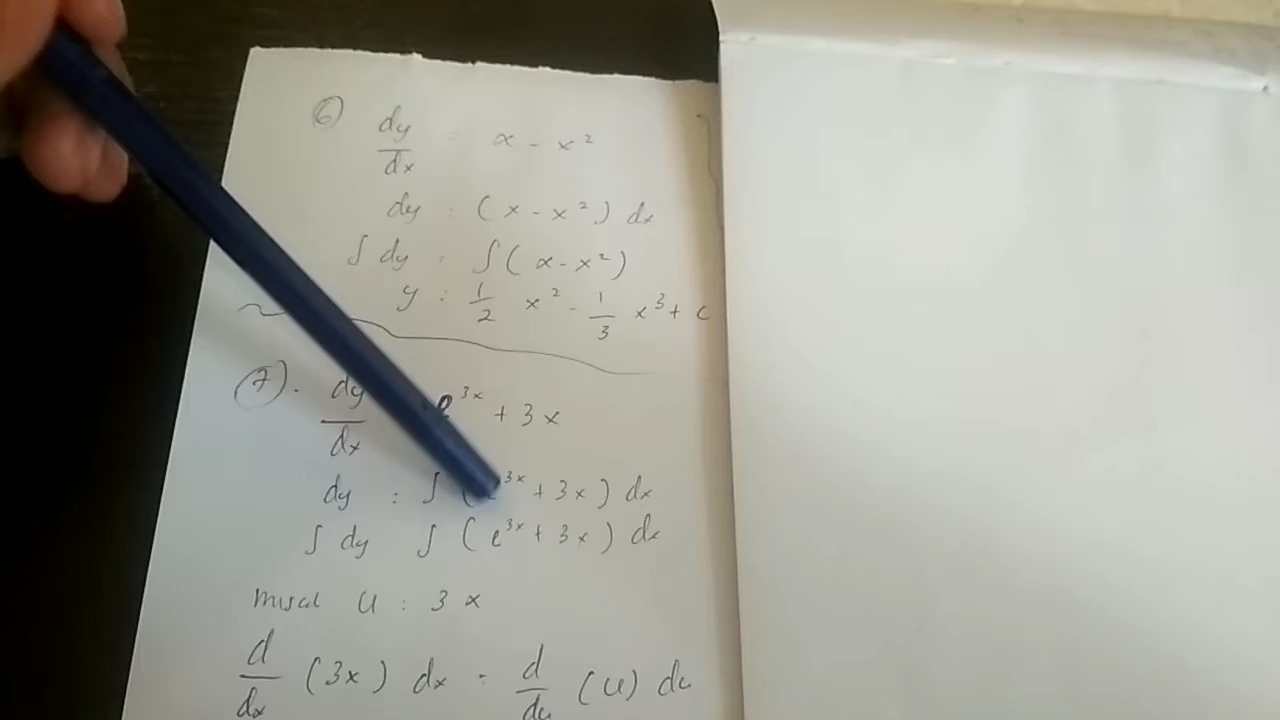 ⑥ dy/dx = x - x²
dy : (x - x²) dx
∫ dy : ∫ (x - x²)
y : 1/2 x² - 1/3 x³ + c
⑦. dy/dx e^3x + 3x
dy : ∫ (e^3x + 3x) dx
∫ dy ∫ (e^3x + 3x) dx
misal u : 3x
d/dx (3x) dx = d/du (u) du